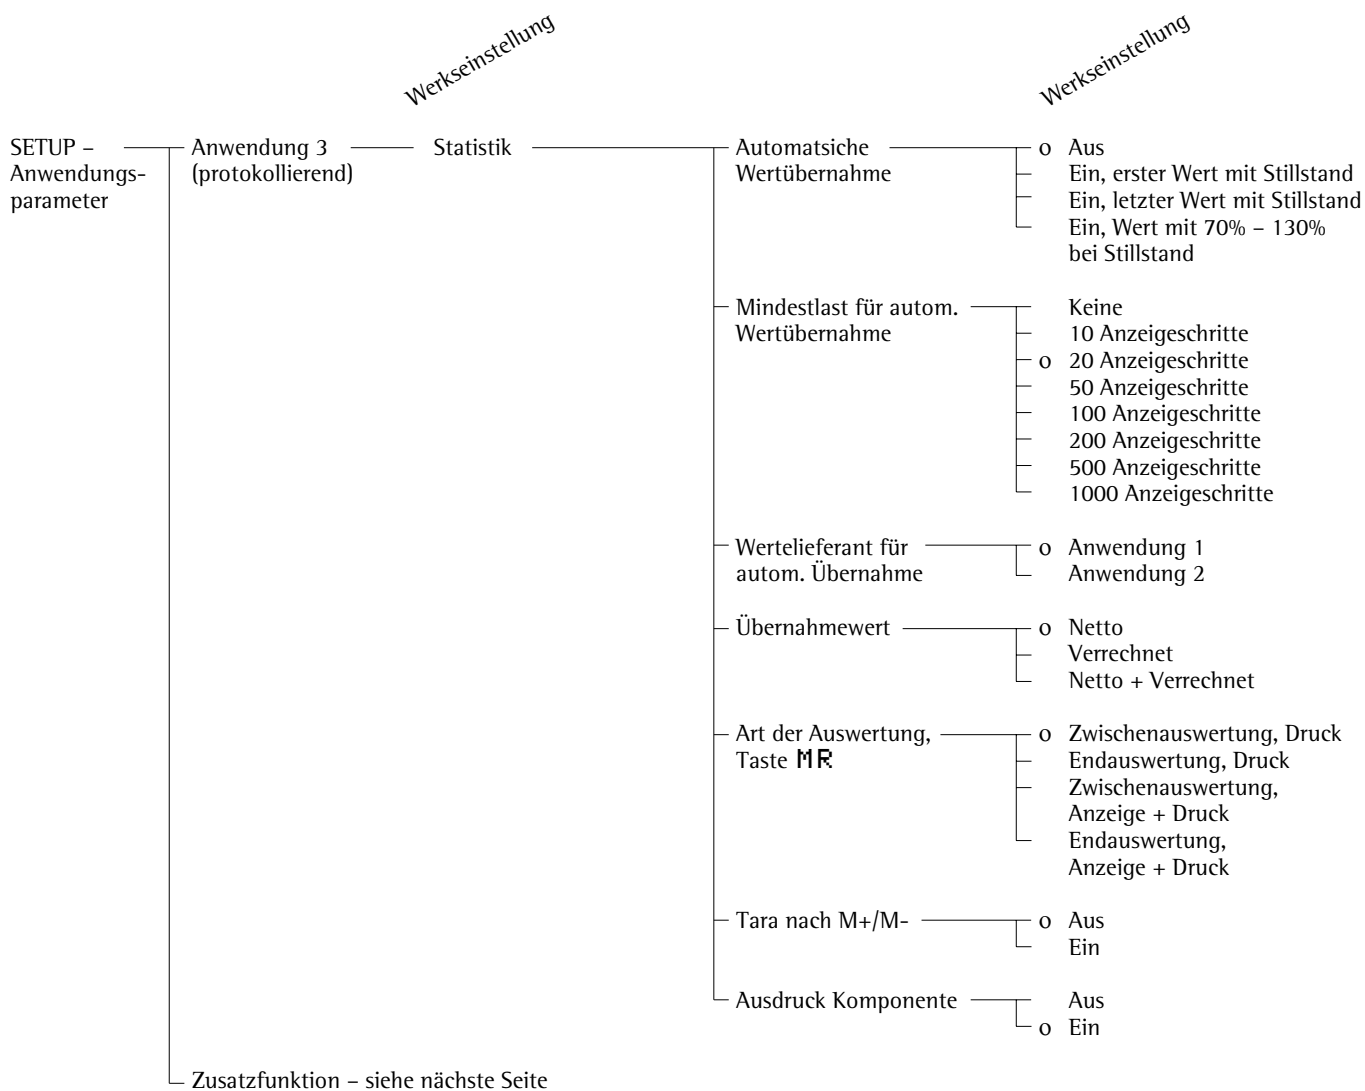 Werkseinstellung
Werkseinstellung
SETUP –
Anwendungs-
parameter
Anwendung 3
(protokollierend)
Statistik
Automatsiche
Wertübernahme
o Aus
Ein, erster Wert mit Stillstand
Ein, letzter Wert mit Stillstand
Ein, Wert mit 70% – 130%
bei Stillstand
Mindestlast für autom.
Wertübernahme
Keine
10 Anzeigeschritte
o 20 Anzeigeschritte
50 Anzeigeschritte
100 Anzeigeschritte
200 Anzeigeschritte
500 Anzeigeschritte
1000 Anzeigeschritte
Wertelieferant für
autom. Übernahme
o Anwendung 1
Anwendung 2
Übernahmewert
o Netto
Verrechnet
Netto + Verrechnet
Art der Auswertung,
Taste MR
o Zwischenauswertung, Druck
Endauswertung, Druck
Zwischenauswertung,
Anzeige + Druck
Endauswertung,
Anzeige + Druck
Tara nach M+/M-
o Aus
Ein
Ausdruck Komponente
Aus
o Ein
Zusatzfunktion – siehe nächste Seite